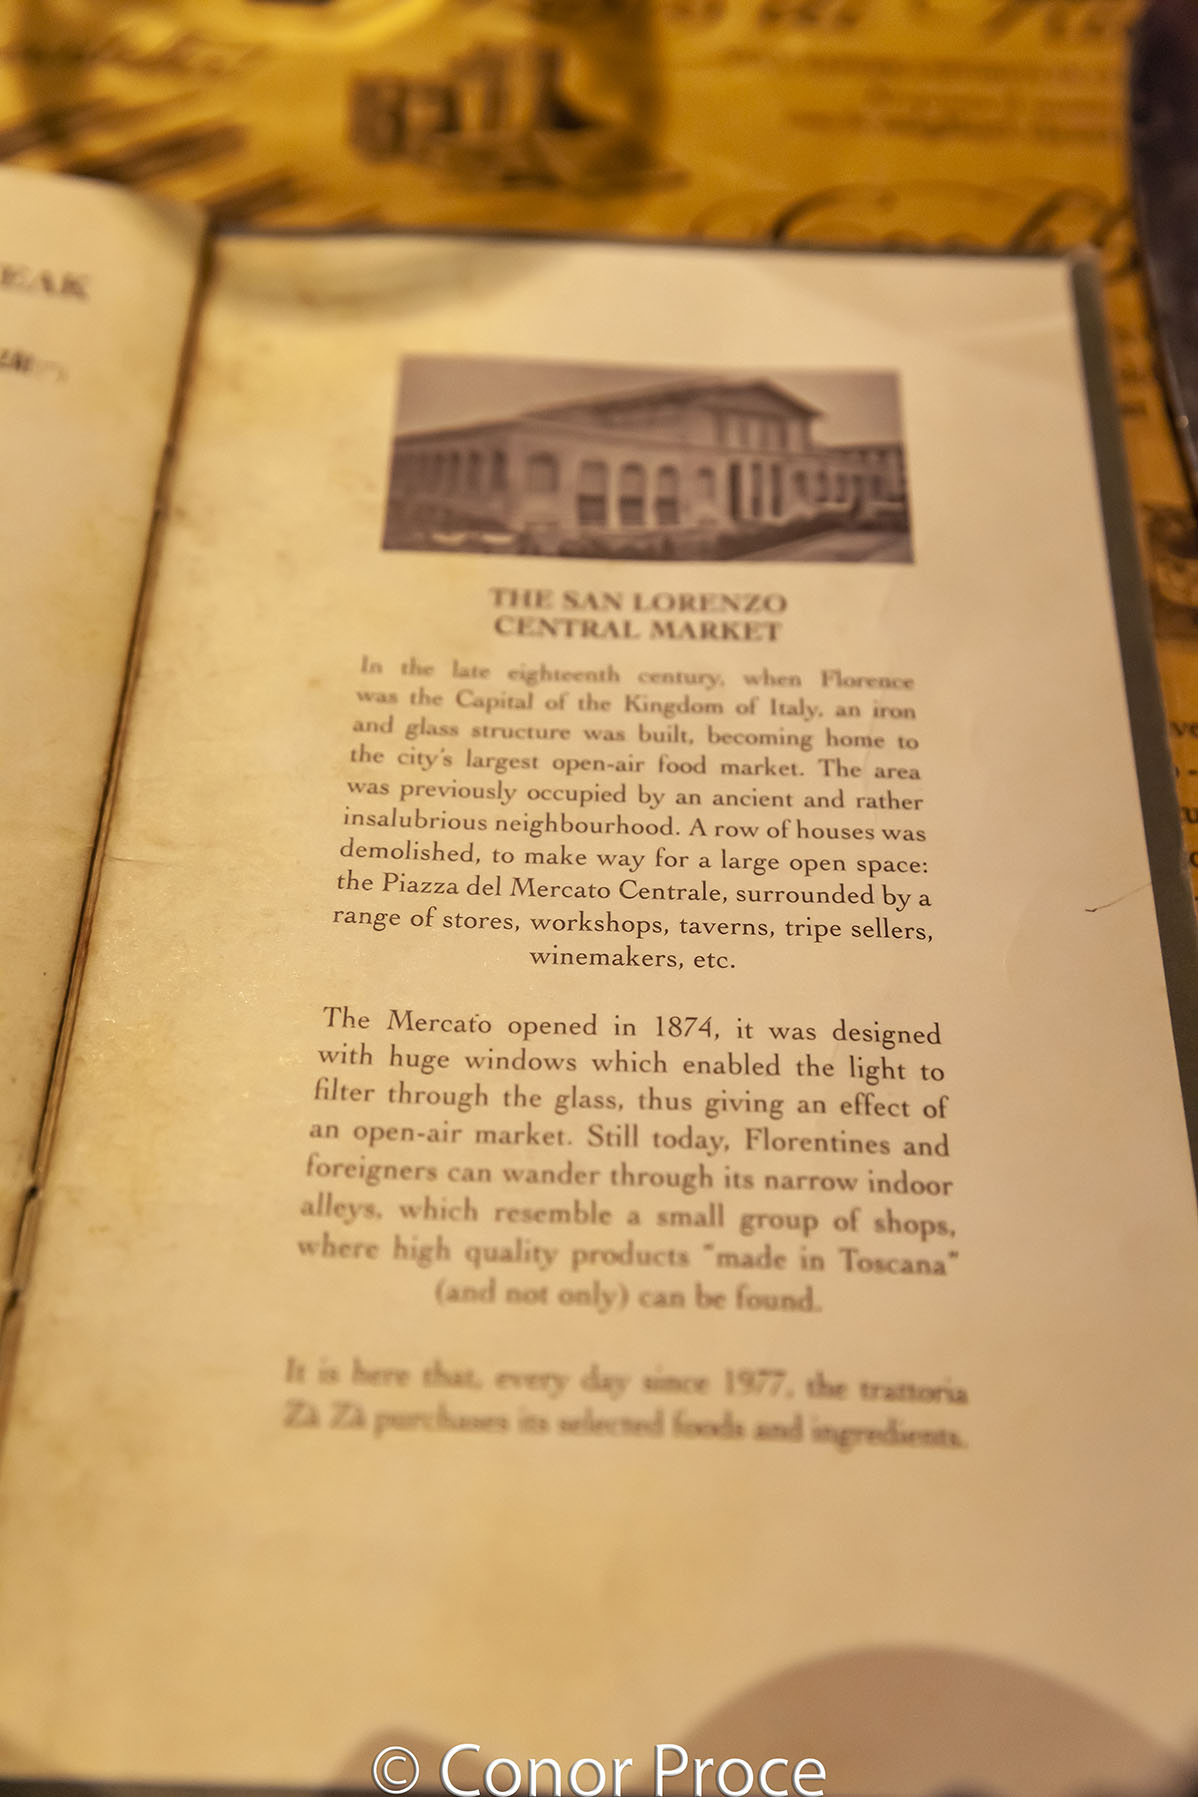 EAK
THE SAN LORENZO
CENTRAL MARKET
In the late eighteenth century, when Florence
was the Capital of the Kingdom of Italy, an iron
and glass structure was built, becoming home to
the city's largest open-air food market. The area
was previously occupied by an ancient and rather
insalubrious neighbourhood. A row of houses was
demolished, to make way for a large open space:
the Piazza del Mercato Centrale, surrounded by a
range of stores, workshops, taverns, tripe sellers,
winemakers, etc.
The Mercato opened in 1874, it was designed
with huge windows which enabled the light to
filter through the glass, thus giving an effect of
an open-air market. Still today, Florentines and
foreigners can wander through its narrow indoor
alleys, which resemble a small group of shops,
where high quality products "made in Toscana"
(and not only) can be found.
It is here that, every day since 1977, the trattoria
Zà Zà purchases its selected foods and ingredients.
© Conor Proce